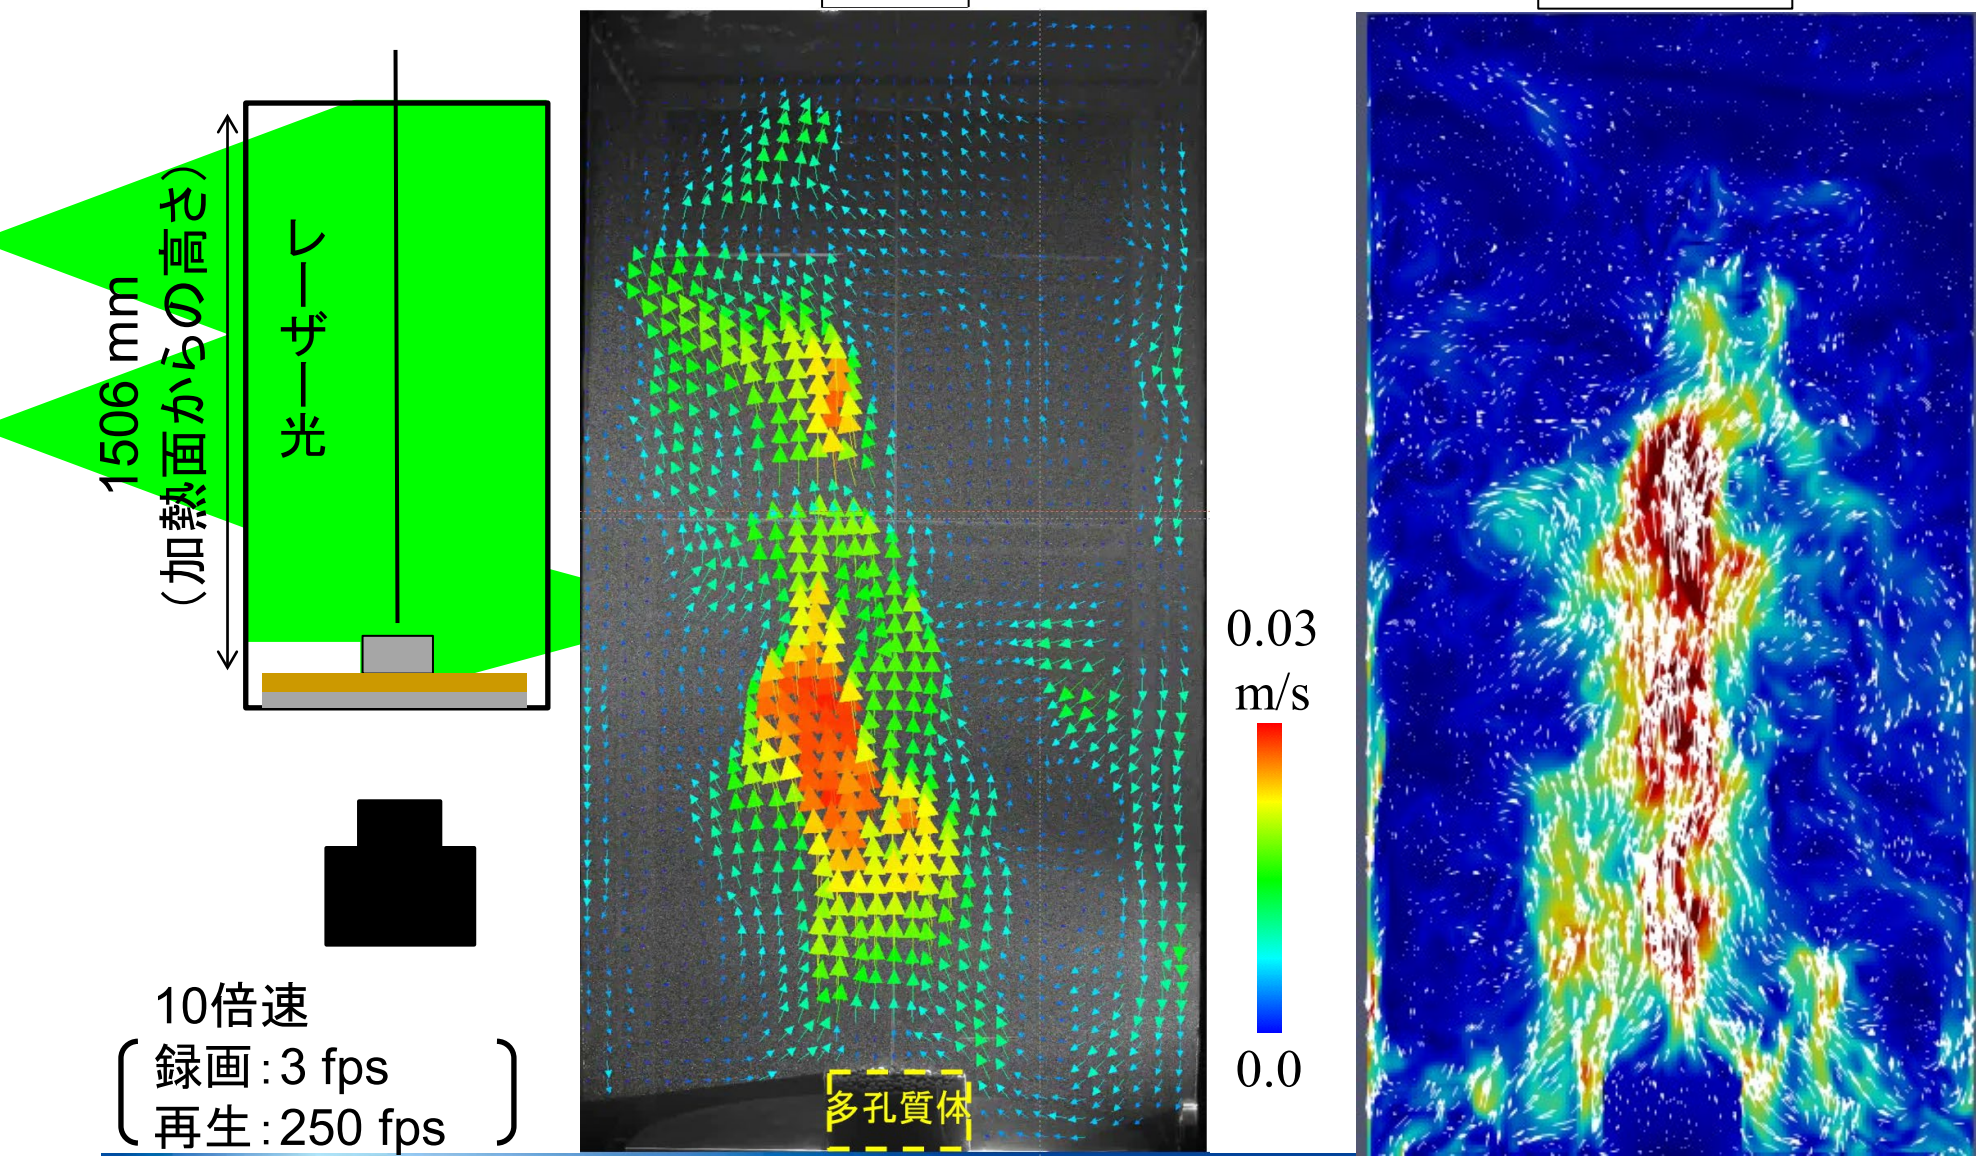 1506 mm
（加熱面からの高さ）
レーザー光
10倍速
録画：3 fps
再生：250 fps
多孔質体
0.03
m/s
0.0